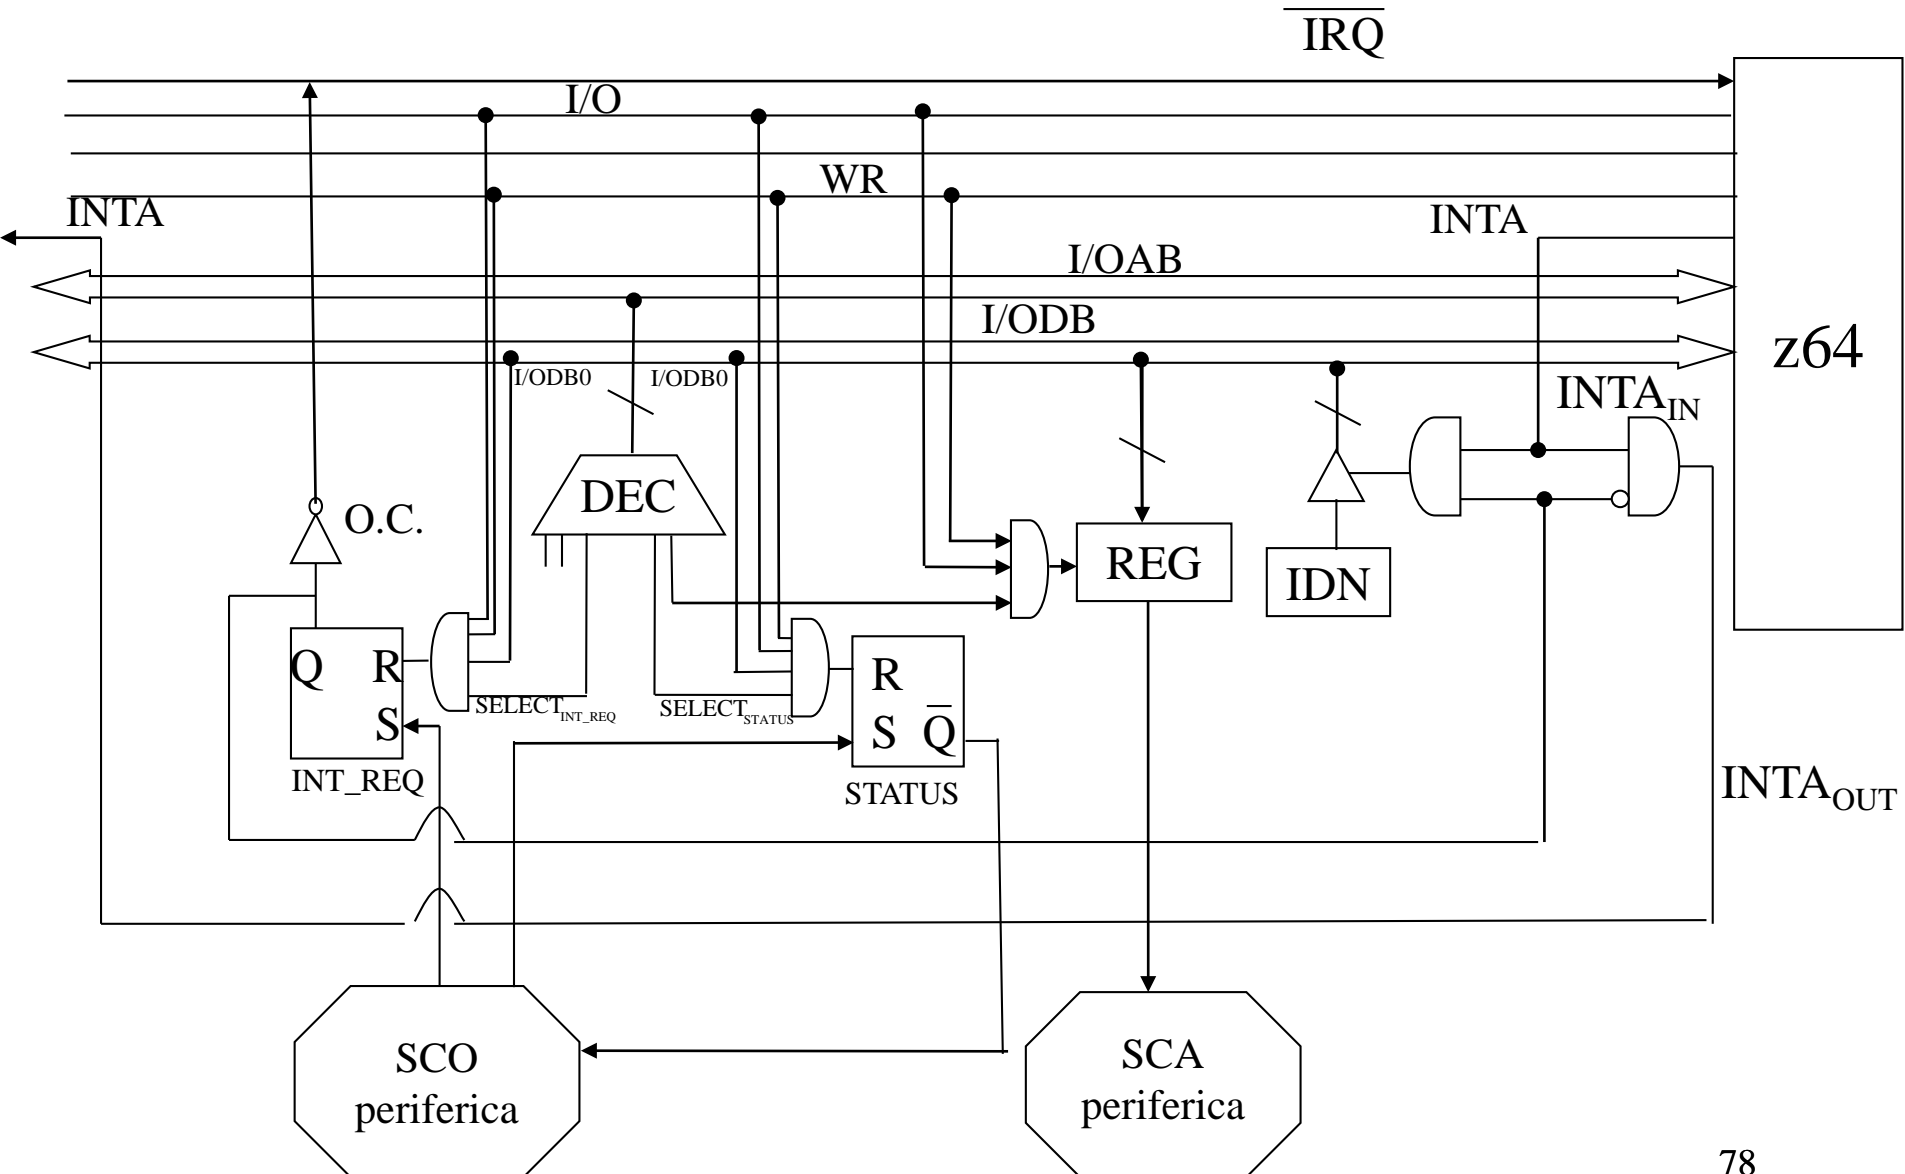 IRQ
I/O
WR
INTA
INTA
I/OAB
I/ODB
z64
I/ODB0
I/ODB0
INTA_IN
DEC
O.C.
REG
IDN
Q
R
S
SELECT_INT_REQ
SELECT_STATUS
R
S
Q
INT_REQ
STATUS
INTA_OUT
SCO
periferica
SCA
periferica
78